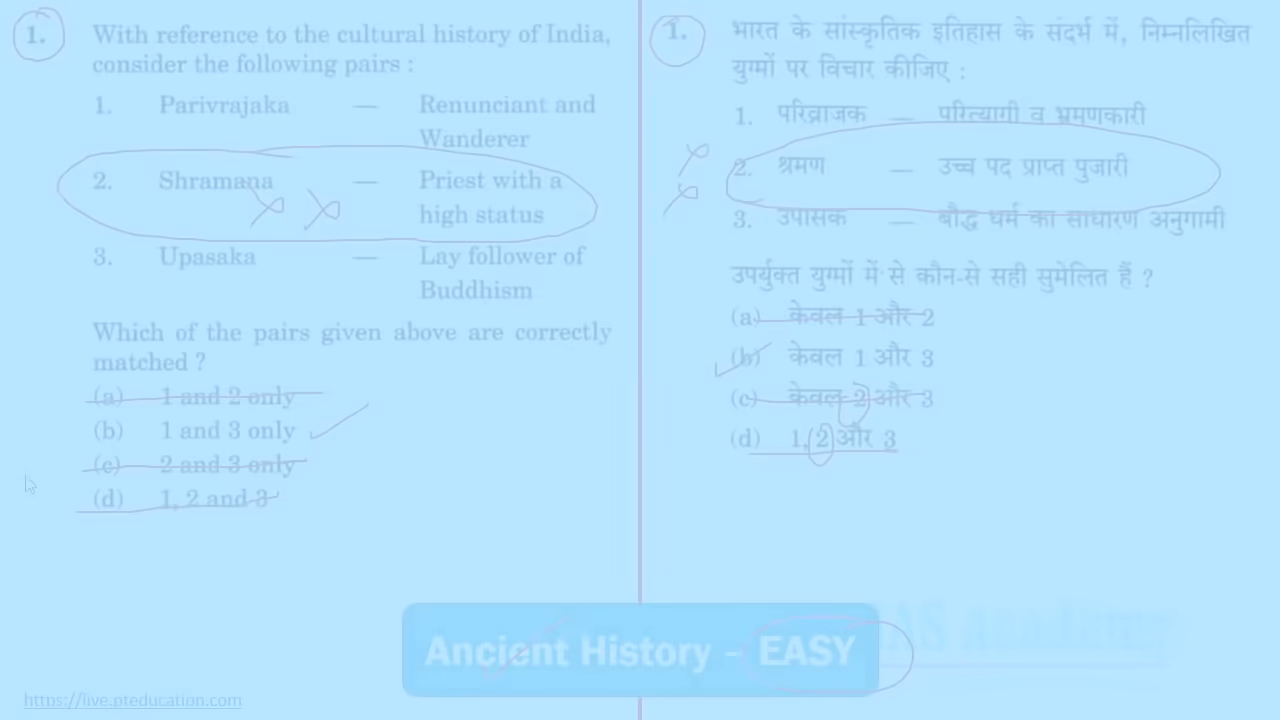 1. With reference to the cultural history of India,
consider the following pairs :
1. Parivrajaka — Renunciant and
Wanderer
2. Shramana — Priest with a
high status
3. Upasaka — Lay follower of
Buddhism
Which of the pairs given above are correctly
matched ?
(a) 1 and 2 only
(b) 1 and 3 only
(c) 2 and 3 only
(d) 1, 2 and 3
1. भारत के सांस्कृतिक इतिहास के संदर्भ में, निम्नलिखित
युग्मों पर विचार कीजिए :
1. परिव्राजक — परित्यागी व भ्रमणकारी
2. श्रमण — उच्च पद प्राप्त पुजारी
3. उपासक — बौद्ध धर्म का साधारण अनुगामी
उपर्युक्त युग्मों में से कौन-से सही सुमेलित हैं ?
(a) केवल 1 और 2
(b) केवल 1 और 3
(c) केवल 2 और 3
(d) 1, 2 और 3
Ancient History - EASY
IAS Academy
https://live.pteducation.com